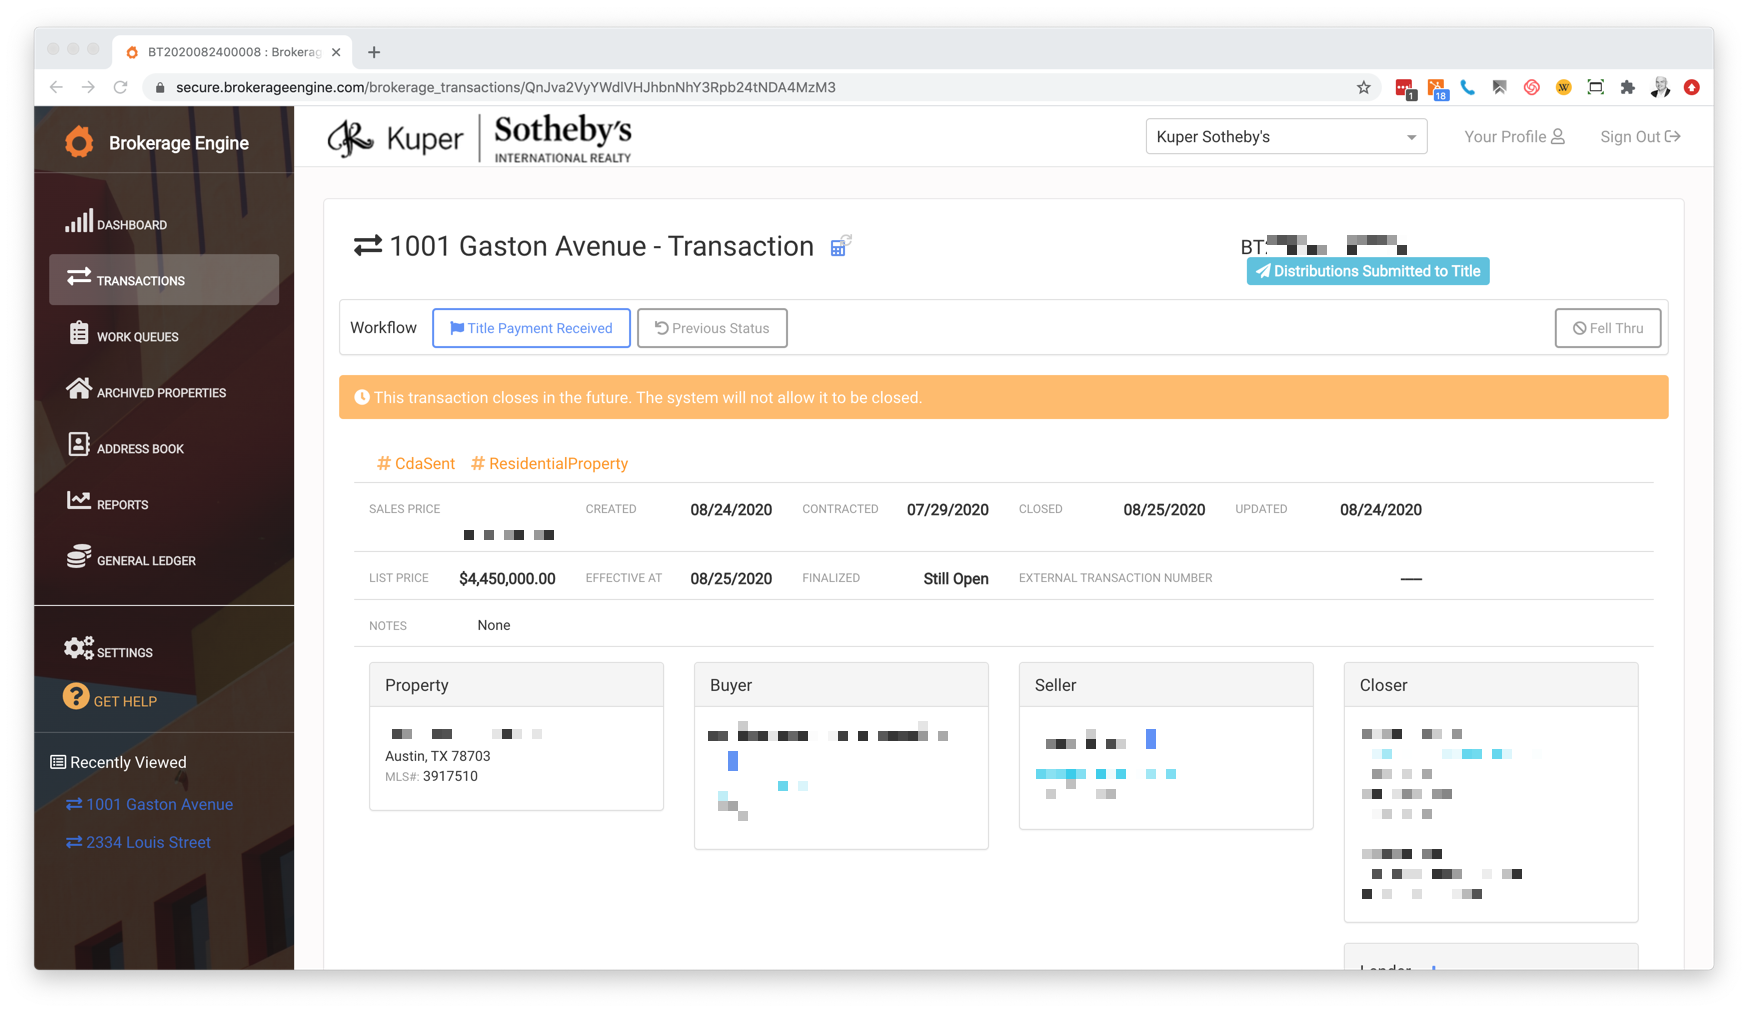 BT2020082400008 : Brokerag
secure.brokerageengine.com/brokerage_transactions/QnJva2VyYWdlVHJhbnNhY3Rpb24tNDA4MzM3
1
18
Brokerage Engine
Kuper
Sotheby's
INTERNATIONAL REALTY
Kuper Sotheby's
Your Profile
Sign Out
DASHBOARD
TRANSACTIONS
WORK QUEUES
ARCHIVED PROPERTIES
ADDRESS BOOK
REPORTS
GENERAL LEDGER
SETTINGS
GET HELP
Recently Viewed
1001 Gaston Avenue
2334 Louis Street
1001 Gaston Avenue - Transaction
BT:
Distributions Submitted to Title
Workflow
Title Payment Received
Previous Status
Fell Thru
This transaction closes in the future. The system will not allow it to be closed.
# CdaSent # ResidentialProperty
SALES PRICE
CREATED 08/24/2020
CONTRACTED 07/29/2020
CLOSED 08/25/2020
UPDATED 08/24/2020
LIST PRICE $4,450,000.00
EFFECTIVE AT 08/25/2020
FINALIZED Still Open
EXTERNAL TRANSACTION NUMBER —
NOTES None
Property
Austin, TX 78703
MLS#: 3917510
Buyer
Seller
Closer
Lender